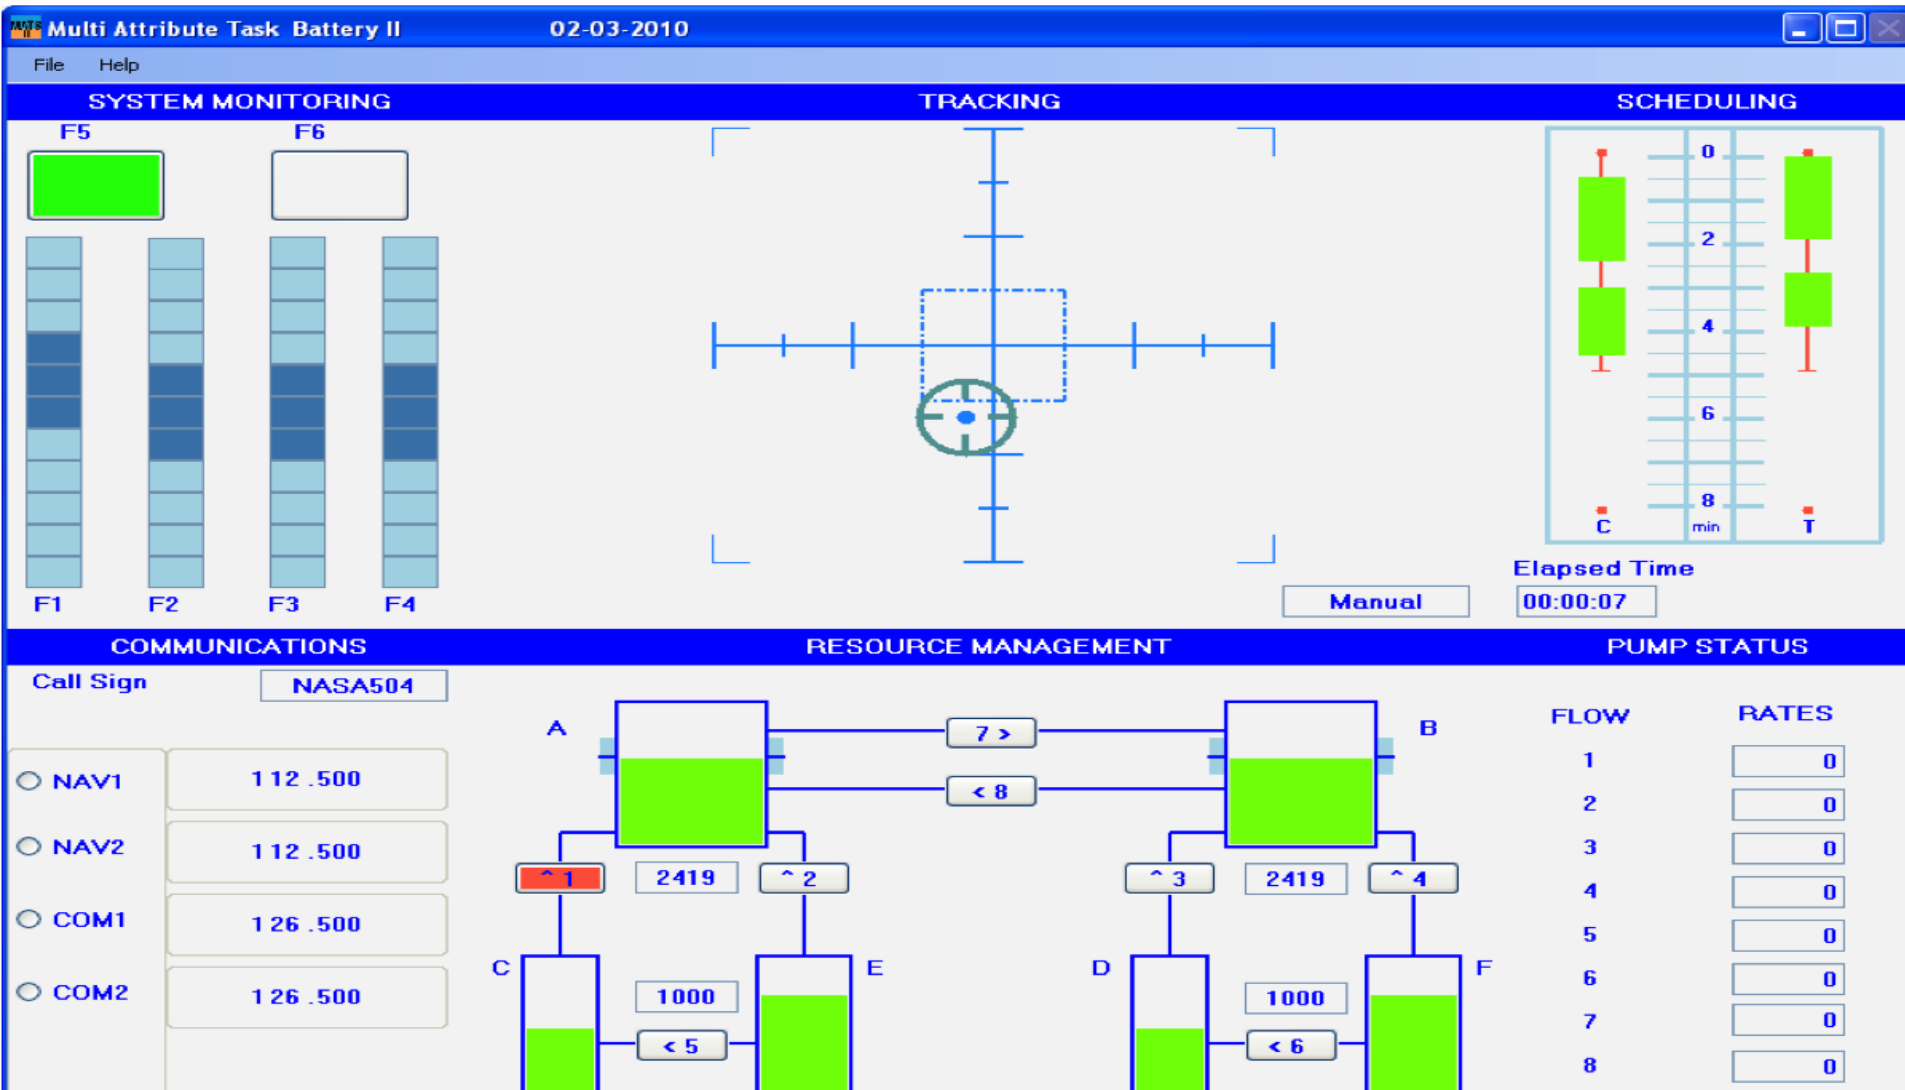 MATB II Multi Attribute Task Battery II 02-03-2010
File Help
SYSTEM MONITORING TRACKING SCHEDULING
F5 F6
0
2
4
6
8
C min T
Elapsed Time
F1 F2 F3 F4 Manual 00:00:07
COMMUNICATIONS RESOURCE MANAGEMENT PUMP STATUS
Call Sign NASA504
A 7 > B FLOW RATES
NAV1 112.500 < 8 1 0
2 0
NAV2 112.500 3 0
^ 1 2419 ^ 2 ^ 3 2419 ^ 4 4 0
COM1 126.500 5 0
C E D F
COM2 126.500 1000 1000 6 0
7 0
< 5 < 6
8 0